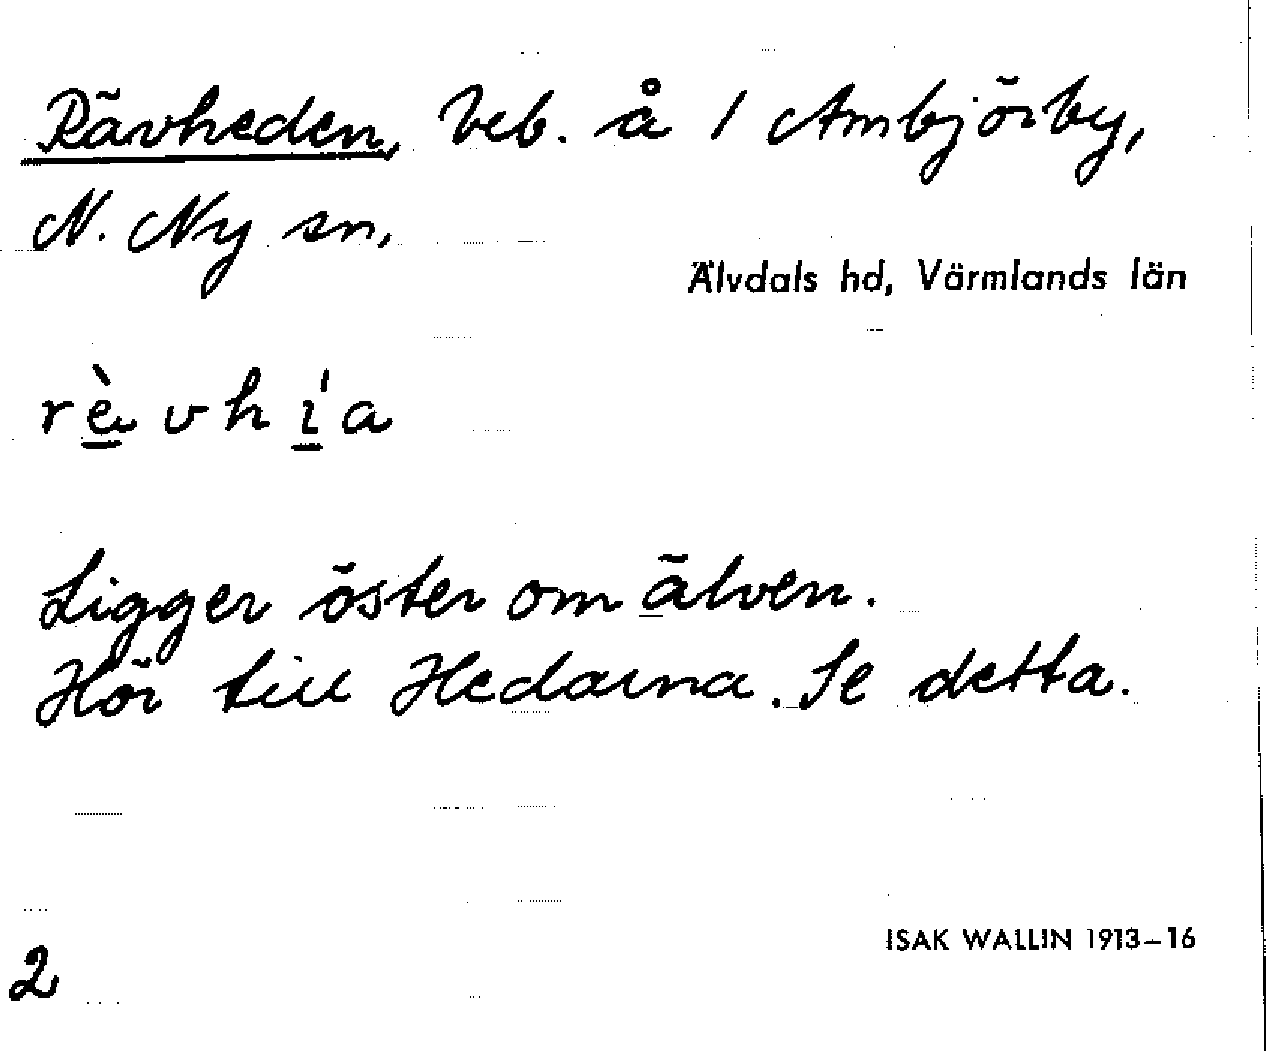 Rävheden, beb. å 1 Ambjörby,
N. Ny sn,
Älvdals hd, Värmlands län
rὲvhı̍a
Ligger öster om älven.
Hör till Hedarna. Se detta.
ISAK WALLIN 1913–16
2